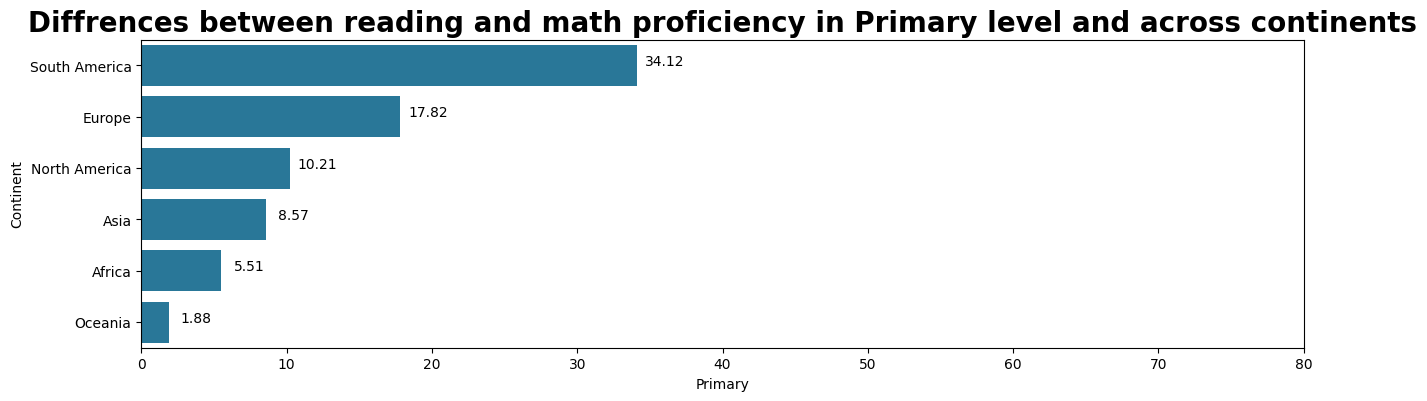 Diffrences between reading and math proficiency in Primary level and across continents
South America
34.12
Europe
17.82
North America
10.21
Asia
8.57
Africa
5.51
Oceania
1.88
Continent
0 10 20 30 40 50 60 70 80
Primary